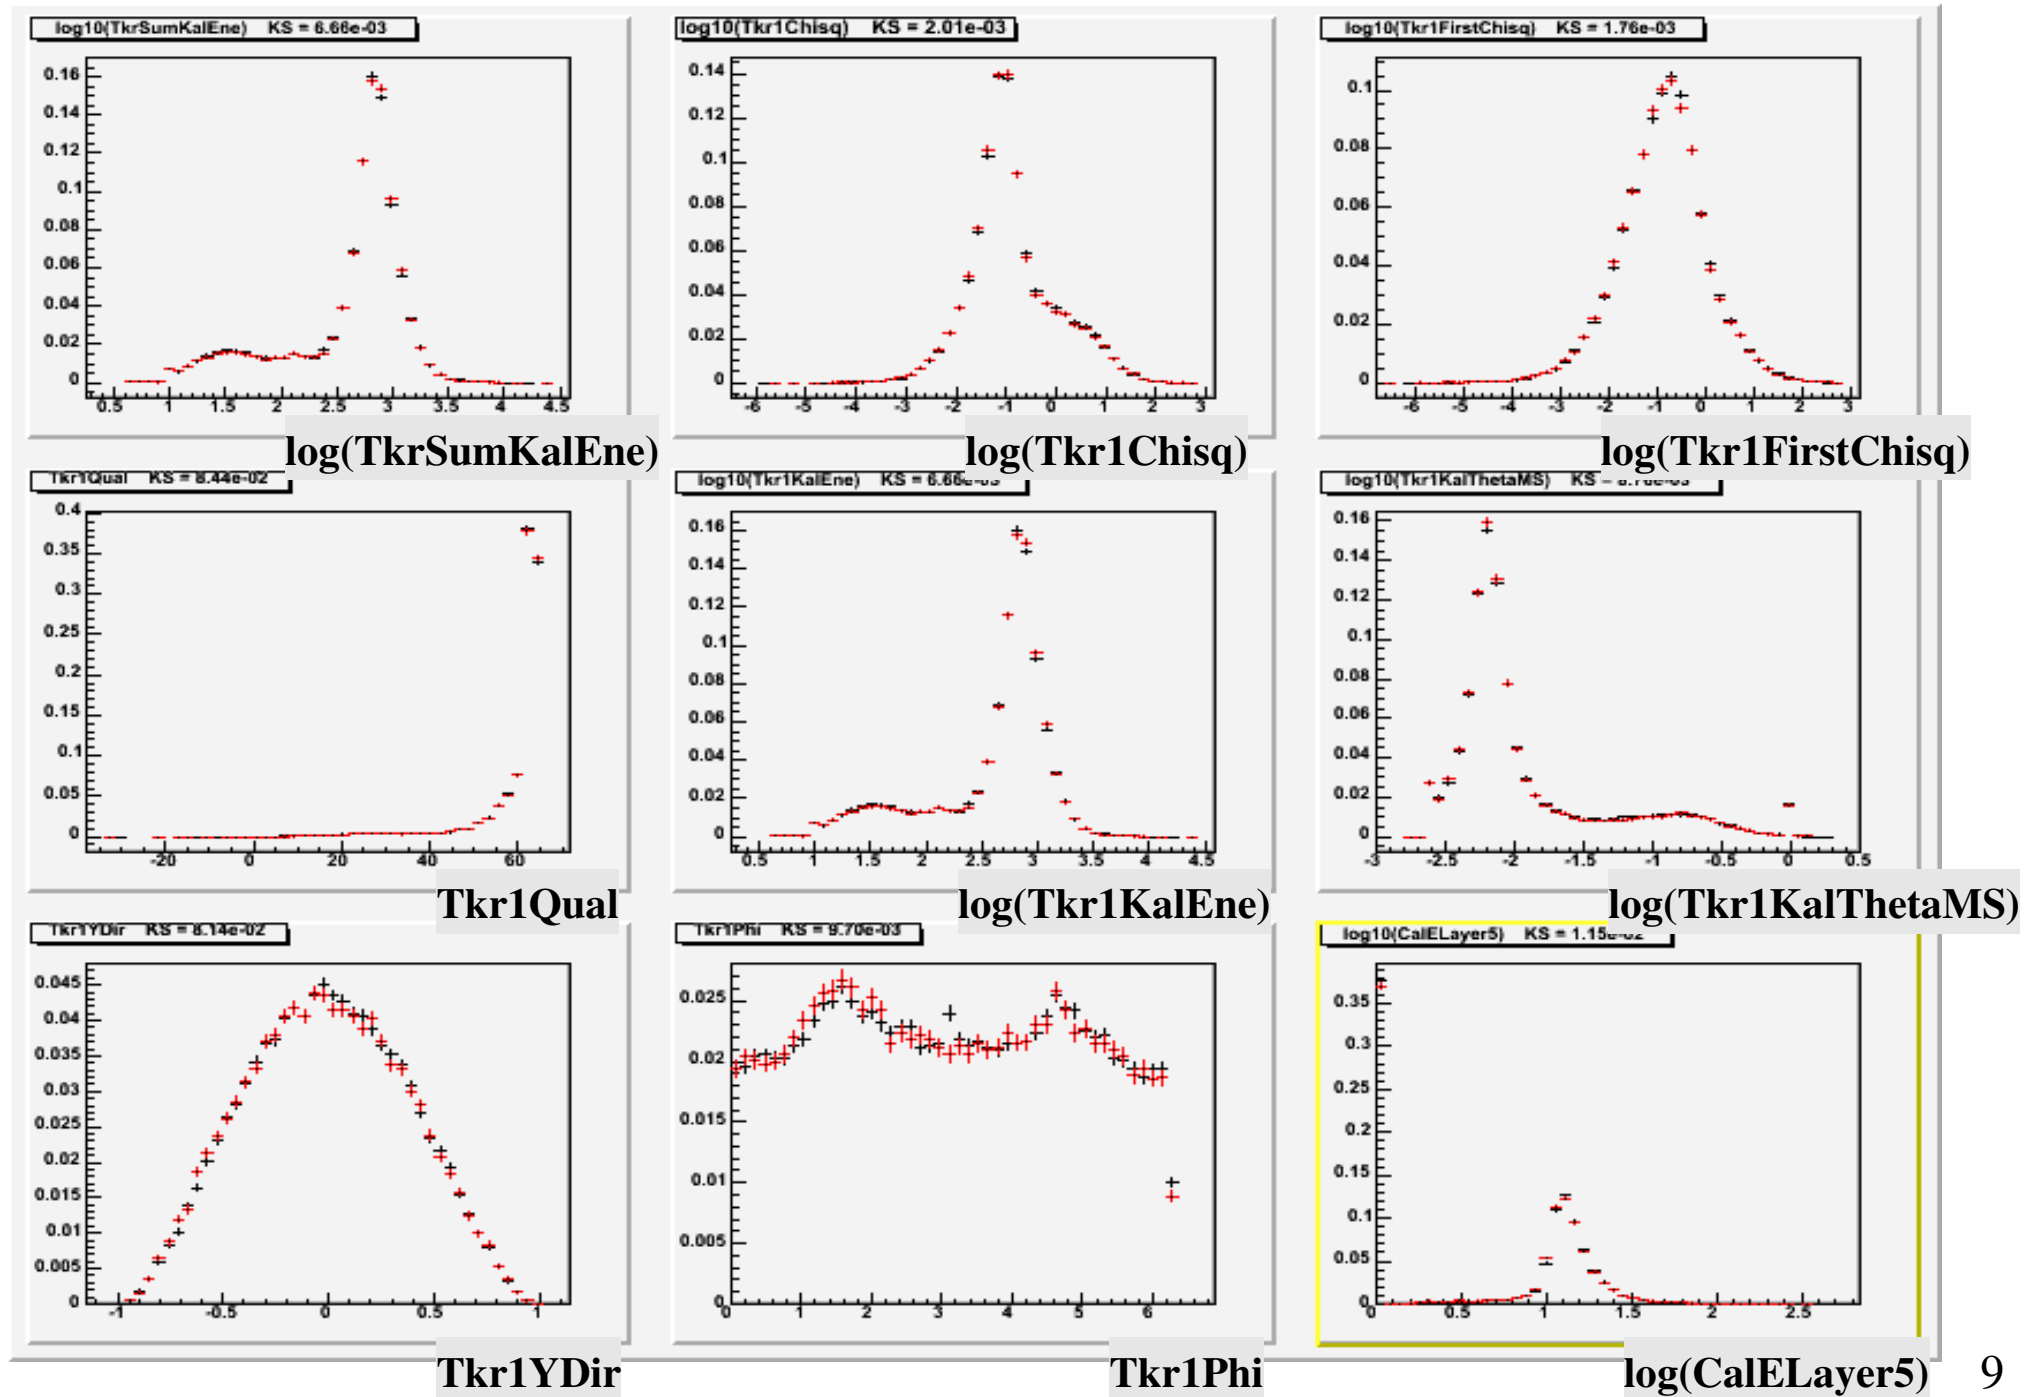 log10(TkrSumKalEne) KS = 6.66e-03
0.16
0.14
0.12
0.1
0.08
0.06
0.04
0.02
0
0.5 1 1.5 2 2.5 3 3.5 4 4.5
log(TkrSumKalEne)
log10(Tkr1Chisq) KS = 2.01e-03
0.14
0.12
0.1
0.08
0.06
0.04
0.02
0
-6 -5 -4 -3 -2 -1 0 1 2 3
log(Tkr1Chisq)
log10(Tkr1FirstChisq) KS = 1.76e-03
0.1
0.08
0.06
0.04
0.02
0
-6 -5 -4 -3 -2 -1 0 1 2 3
log(Tkr1FirstChisq)
Tkr1Qual KS = 8.44e-02
0.4
0.35
0.3
0.25
0.2
0.15
0.1
0.05
0
-20 0 20 40 60
Tkr1Qual
log10(Tkr1KalEne) KS = 6.66e-03
0.16
0.14
0.12
0.1
0.08
0.06
0.04
0.02
0
0.5 1 1.5 2 2.5 3 3.5 4 4.5
log(Tkr1KalEne)
log10(Tkr1KalThetaMS) KS =
0.16
0.14
0.12
0.1
0.08
0.06
0.04
0.02
0
-3 -2.5 -2 -1.5 -1 -0.5 0 0.5
log(Tkr1KalThetaMS)
Tkr1YDir KS = 8.14e-02
0.045
0.04
0.035
0.03
0.025
0.02
0.015
0.01
0.005
0
-1 -0.5 0 0.5 1
Tkr1YDir
Tkr1Phi KS = 9.70e-03
0.025
0.02
0.015
0.01
0.005
0
0 1 2 3 4 5 6
Tkr1Phi
log10(CalELayer5) KS = 1.15e-02
0.35
0.3
0.25
0.2
0.15
0.1
0.05
0
0 0.5 1 1.5 2 2.5
log(CalELayer5)
9